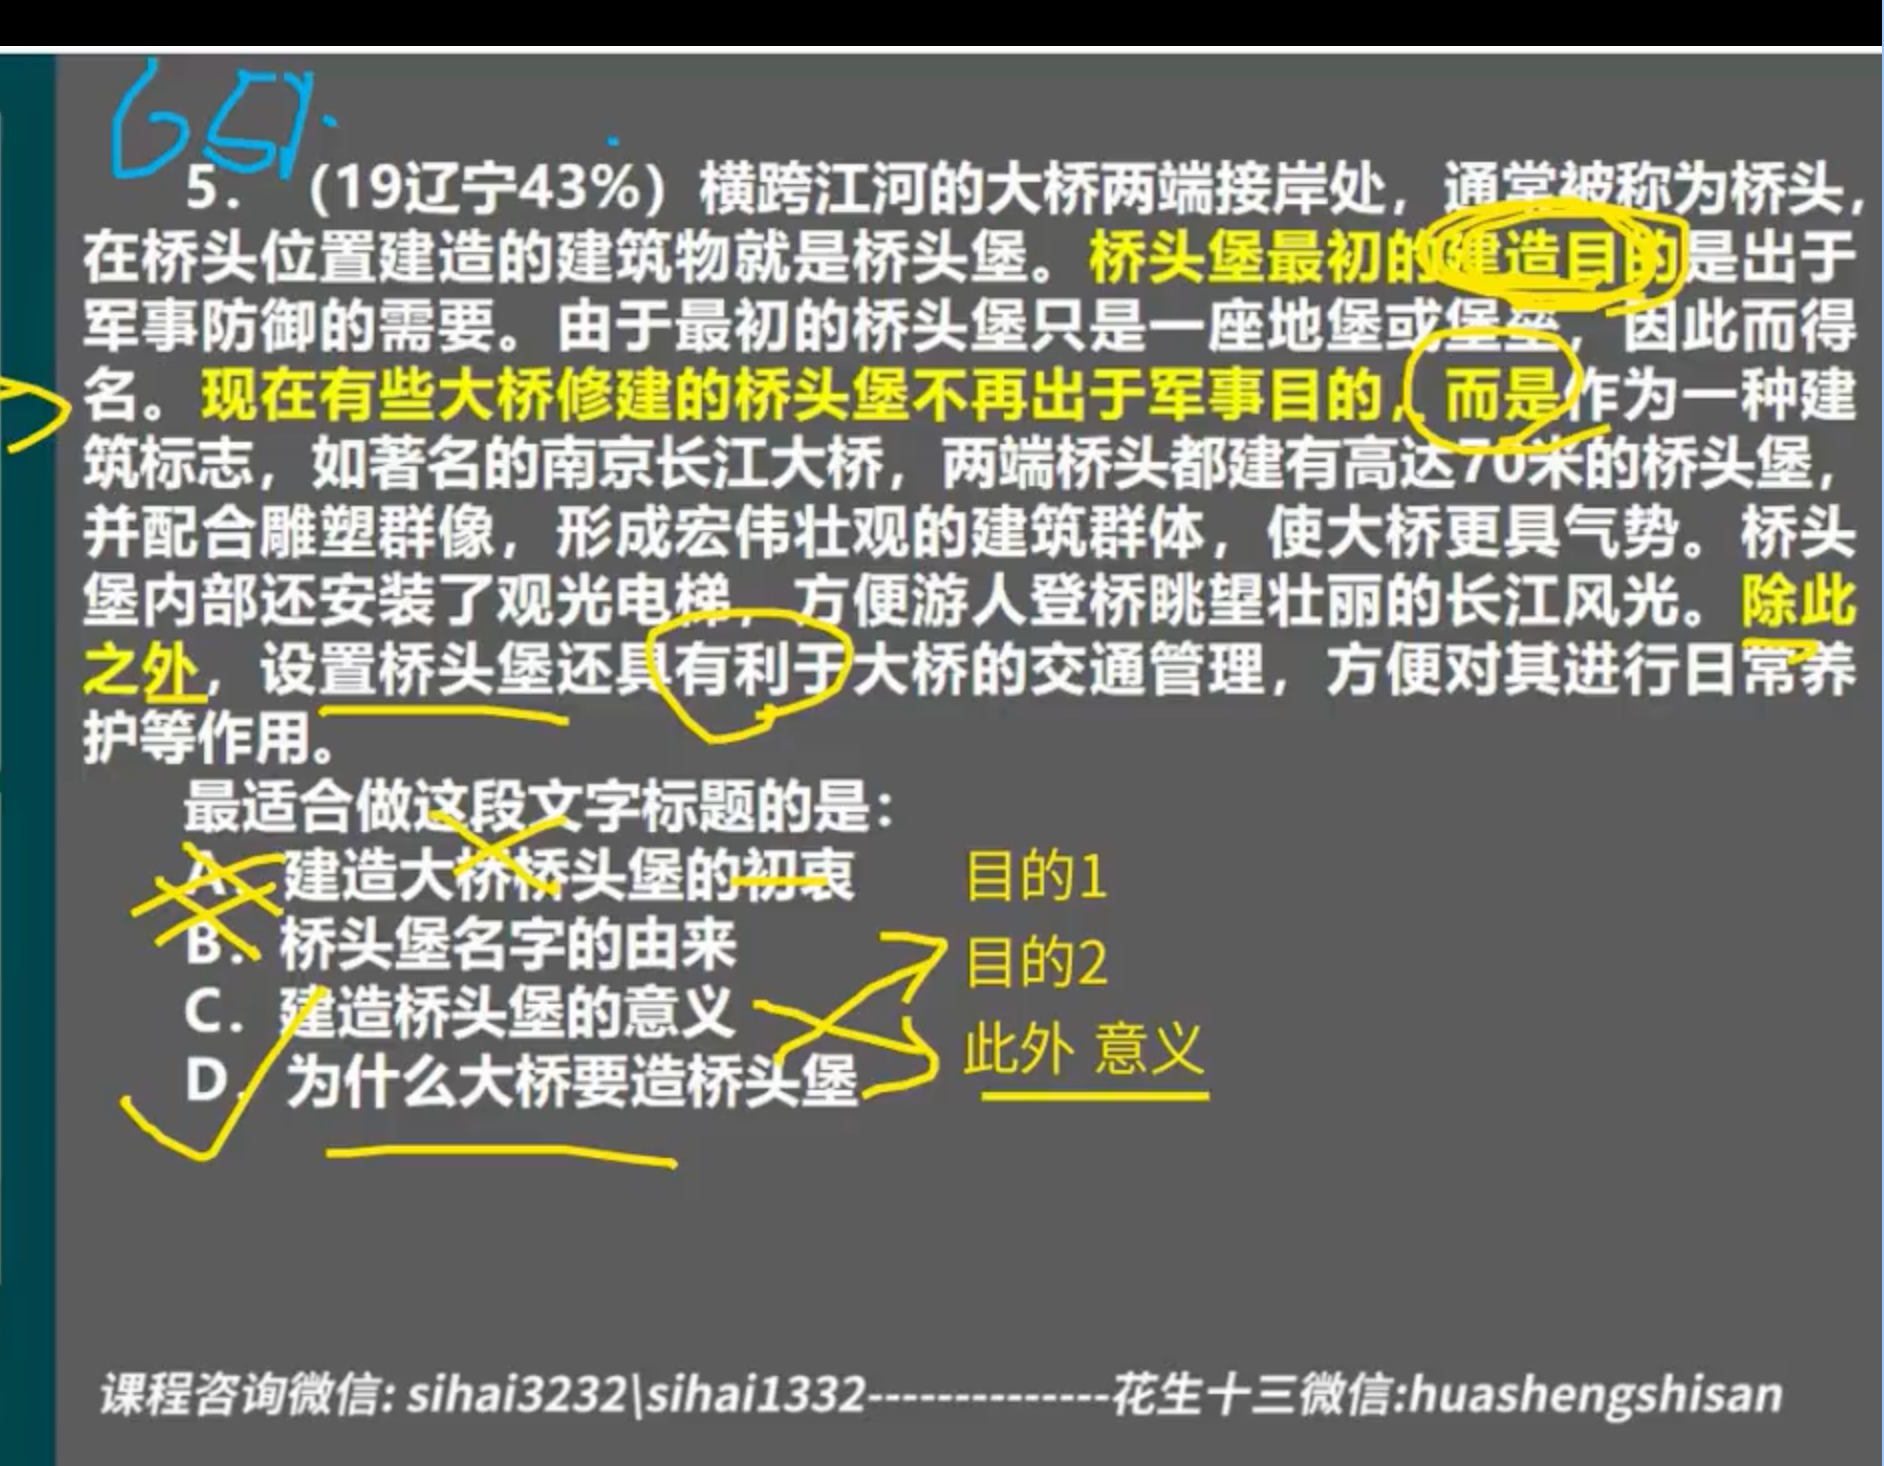 65%
5. （19辽宁43%）横跨江河的大桥两端接岸处，通常被称为桥头，
在桥头位置建造的建筑物就是桥头堡。桥头堡最初的建造目的是出于
军事防御的需要。由于最初的桥头堡只是一座地堡或堡垒，因此而得
名。现在有些大桥修建的桥头堡不再出于军事目的，而是作为一种建
筑标志，如著名的南京长江大桥，两端桥头都建有高达70米的桥头堡，
并配合雕塑群像，形成宏伟壮观的建筑群体，使大桥更具气势。桥头
堡内部还安装了观光电梯，方便游人登桥眺望壮丽的长江风光。除此
之外，设置桥头堡还具有利于大桥的交通管理，方便对其进行日常养
护等作用。
最适合做这段文字标题的是：
A. 建造大桥桥头堡的初衷 目的1
B. 桥头堡名字的由来 目的2
C. 建造桥头堡的意义 此外 意义
D. 为什么大桥要造桥头堡
课程咨询微信: sihai3232\sihai1332--------------花生十三微信:huashengshisan